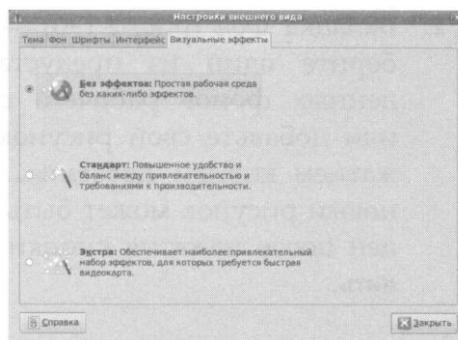 Настройки внешнего вида
Тема Фон Шрифты Интерфейс Визуальные эффекты
Без эффектов: Простая рабочая среда
без каких-либо эффектов.
Стандарт: Повышенное удобство и
баланс между привлекательностью и
требованиями к производительности.
Экстра: Обеспечивает наиболее привлекательный
набор эффектов, для которых требуется быстрая
видеокарта.
Справка
Закрыть